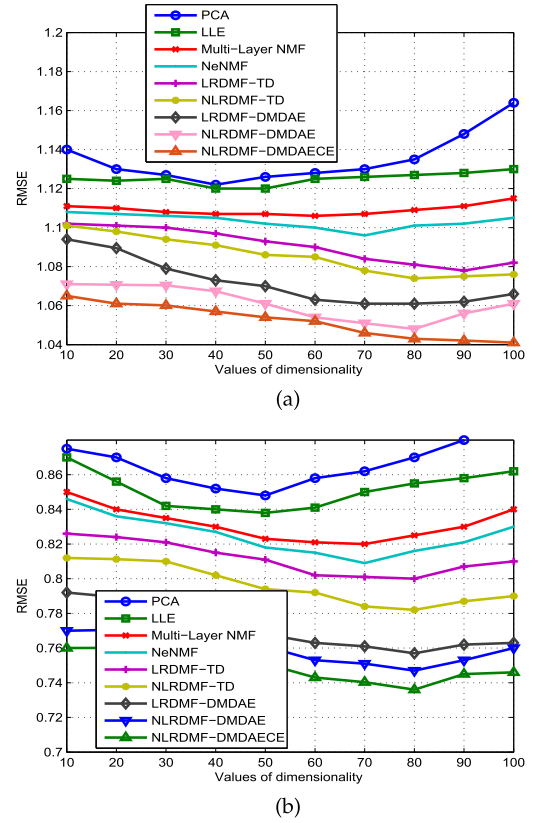 PCA
LLE
Multi-Layer NMF
NeNMF
LRDMF-TD
NLRDMF-TD
LRDMF-DMDAE
NLRDMF-DMDAE
NLRDMF-DMDAECE
1.2
1.18
1.16
1.14
1.12
1.1
1.08
1.06
1.04
RMSE
10 20 30 40 50 60 70 80 90 100
Values of dimensionality
(a)
0.86
0.84
0.82
0.8
0.78
0.76
0.74
0.72
0.7
RMSE
PCA
LLE
Multi-Layer NMF
NeNMF
LRDMF-TD
NLRDMF-TD
LRDMF-DMDAE
NLRDMF-DMDAE
NLRDMF-DMDAECE
10 20 30 40 50 60 70 80 90 100
Values of dimensionality
(b)